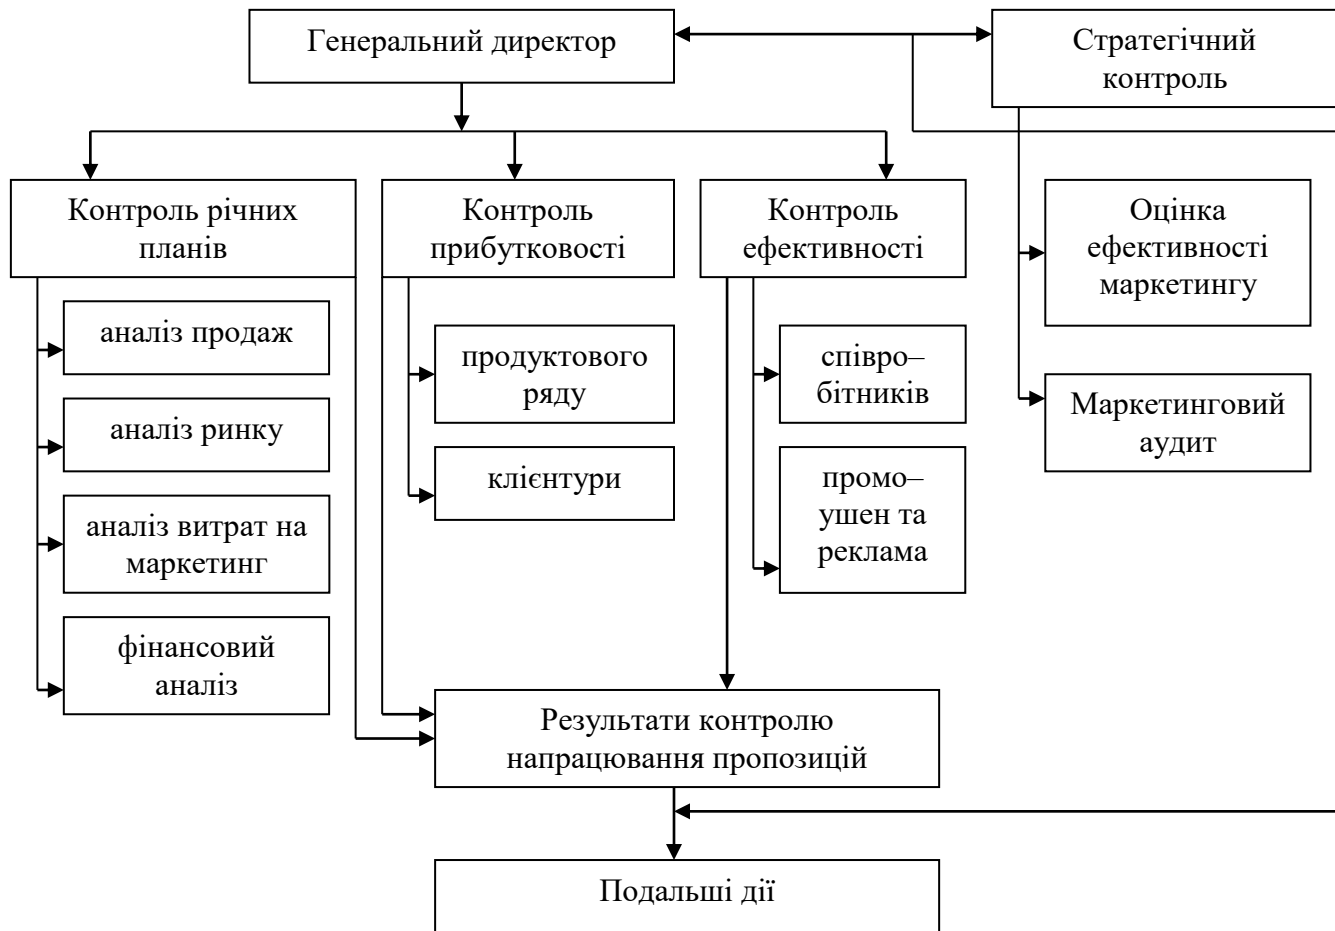 Генеральний директор
Стратегічний
контроль
Контроль річних
планів
Контроль
прибутковості
Контроль
ефективності
Оцінка
ефективності
маркетингу
аналіз продаж
продуктового
ряду
співро–
бітників
Маркетинговий
аудит
аналіз ринку
клієнтури
промо–
ушен та
реклама
аналіз витрат на
маркетинг
фінансовий
аналіз
Результати контролю
напрацювання пропозицій
Подальші дії